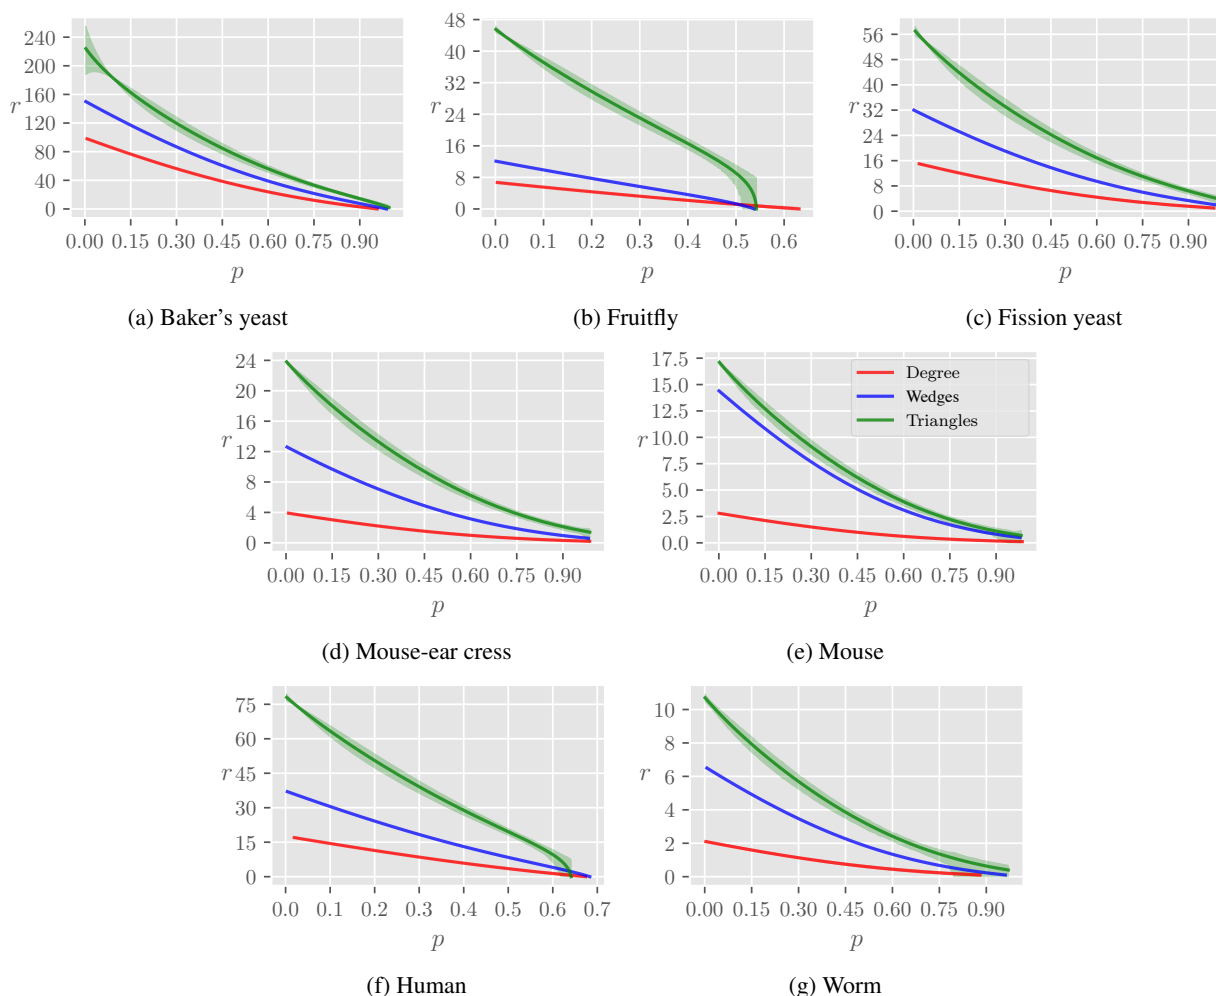 240
200
160
120
80
40
0
r
0.00 0.15 0.30 0.45 0.60 0.75 0.90
p
(a) Baker's yeast
48
40
32
24
16
8
0
r
0.0 0.1 0.2 0.3 0.4 0.5 0.6
p
(b) Fruitfly
56
48
40
32
24
16
8
0
r
0.00 0.15 0.30 0.45 0.60 0.75 0.90
p
(c) Fission yeast
24
20
16
12
8
4
0
r
0.00 0.15 0.30 0.45 0.60 0.75 0.90
p
(d) Mouse-ear cress
17.5
15.0
12.5
10.0
7.5
5.0
2.5
0.0
r
Degree
Wedges
Triangles
0.00 0.15 0.30 0.45 0.60 0.75 0.90
p
(e) Mouse
75
60
45
30
15
0
r
0.0 0.1 0.2 0.3 0.4 0.5 0.6 0.7
p
(f) Human
10
8
6
4
2
0
r
0.00 0.15 0.30 0.45 0.60 0.75 0.90
p
(g) Worm